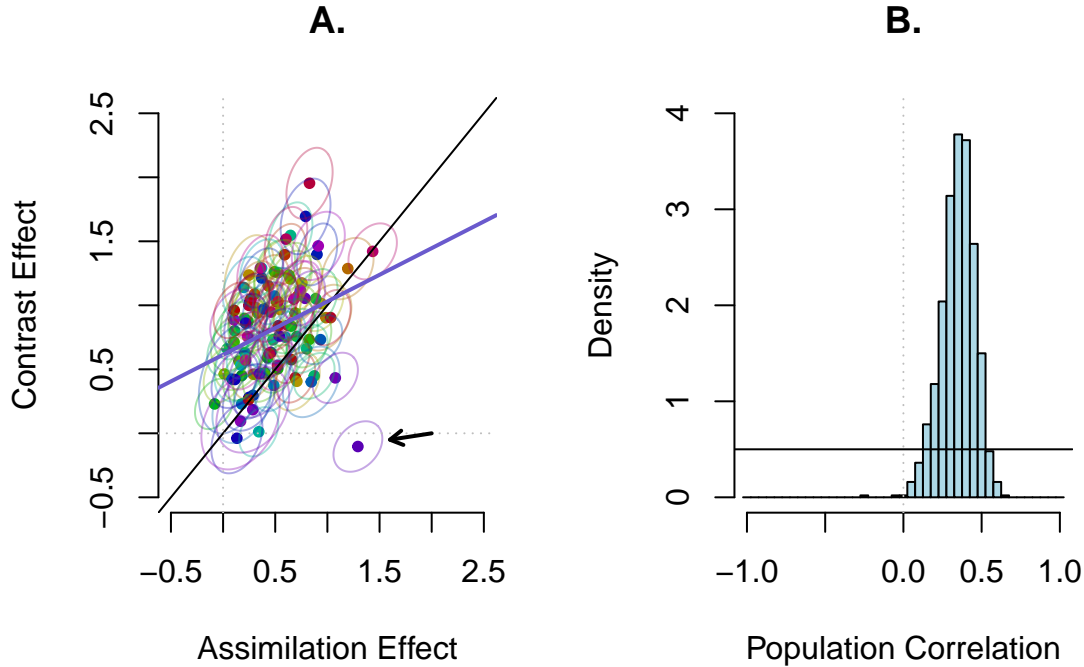 A.
2.5
1.5
0.5
−0.5
Contrast Effect
−0.5
0.5
1.5
2.5
Assimilation Effect
B.
4
3
2
1
0
Density
−1.0
0.0
0.5
1.0
Population Correlation